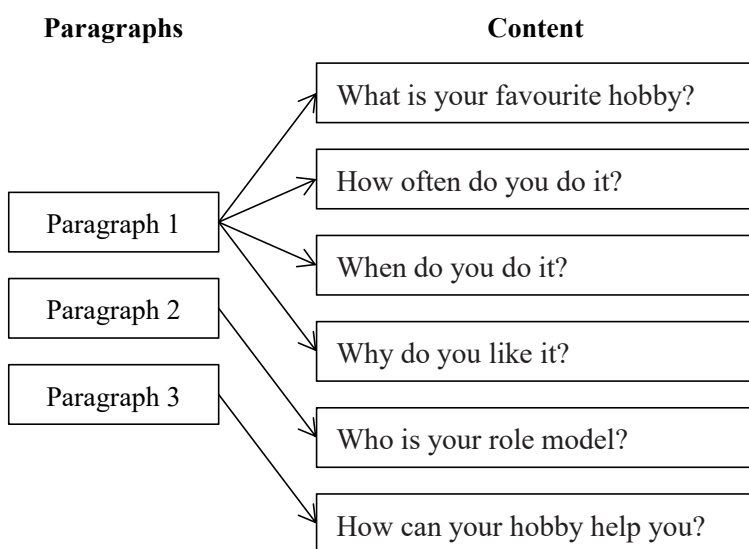 Paragraphs
Content
What is your favourite hobby?
How often do you do it?
Paragraph 1
When do you do it?
Paragraph 2
Why do you like it?
Paragraph 3
Who is your role model?
How can your hobby help you?